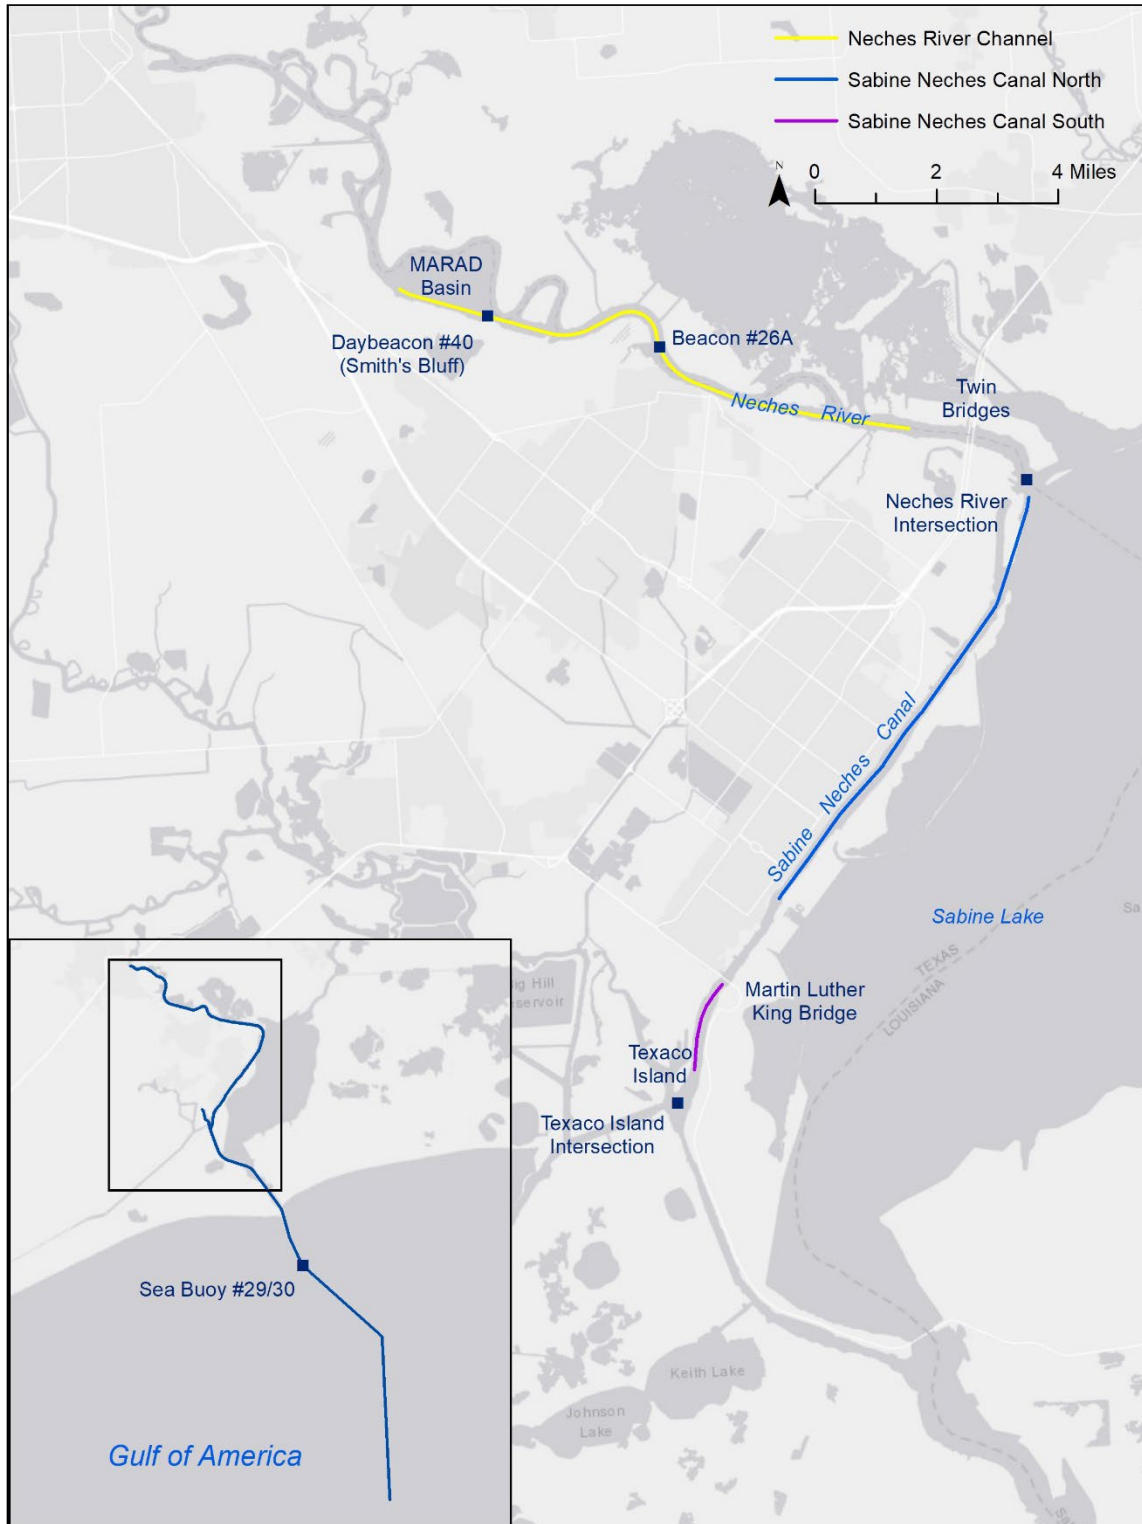 Neches River Channel
Sabine Neches Canal North
Sabine Neches Canal South
N
0 2 4 Miles
MARAD
Basin
Daybeacon #40
(Smith's Bluff)
Beacon #26A
Twin
Bridges
Neches River
Neches River
Intersection
Sabine Neches Canal
Sabine Lake
Sa
TEXAS
LOUISIANA
Martin Luther
King Bridge
Texaco
Island
Texaco Island
Intersection
Keith Lake
Johnson
Lake
Sea Buoy #29/30
Gulf of America